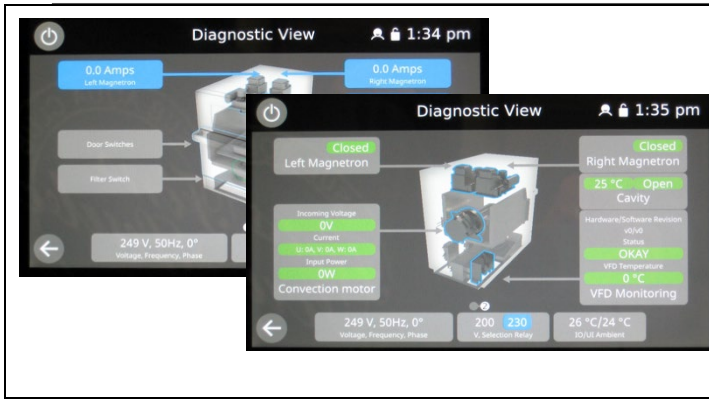 Diagnostic View
1:34 pm
0.0 Amps
Left Magnetron
0.0 Amps
Right Magnetron
Door Switches
Filter Switch
249 V, 50Hz, 0°
Voltage, Frequency, Phase
Diagnostic View
1:35 pm
Closed
Left Magnetron
Closed
Right Magnetron
25 °C Open
Cavity
Incoming Voltage
0V
Current
U: 0A, V: 0A, W: 0A
Input Power
0W
Convection motor
Hardware/Software Revision
v0/v0
Status
OKAY
VFD Temperature
0 °C
VFD Monitoring
2
249 V, 50Hz, 0°
Voltage, Frequency, Phase
200 230
V, Selection Relay
26 °C/24 °C
IO/UI Ambient